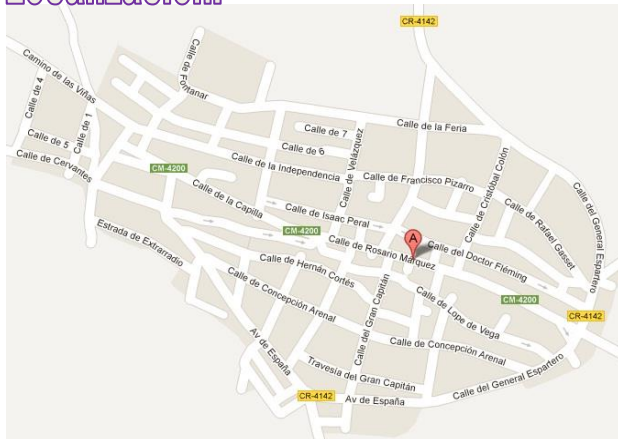 Localización:
CR-4142
Camino de las Viñas
Calle de Fontanar
Calle de 4
Calle de 1
Calle de 7
Calle de la Feria
Calle de 5
Calle de 6
Calle de Velázquez
Calle de Cervantes
CM-4200
Calle de la Independencia
Calle de Francisco Pizarro
Calle de Cristóbal Colón
Calle del General Espartero
Calle de la Capilla
Calle de Isaac Peral
Calle de Rafael Gasset
Estrada de Extrarradio
CM-4200
Calle de Rosario Márquez
A
Calle del Doctor Fléming
Calle de Hernán Cortés
Calle de Concepción Arenal
Calle del Gran Capitán
Calle de Lope de Vega
CM-4200
CR-4142
Av de España
Calle de Concepción Arenal
Travesía del Gran Capitán
Calle del General Espartero
CR-4142
Av de España